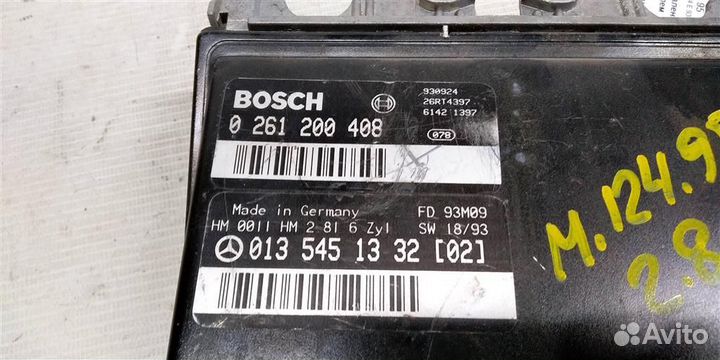 BOSCH
930924
26RT4397
6142 1397
0 261 200 408
078
Made in Germany FD 93M09
HM 0011 HM 2 8l 6 Zyl SW 18/93
013 545 13 32 [02]
M.124.9
2.8
95
Avito